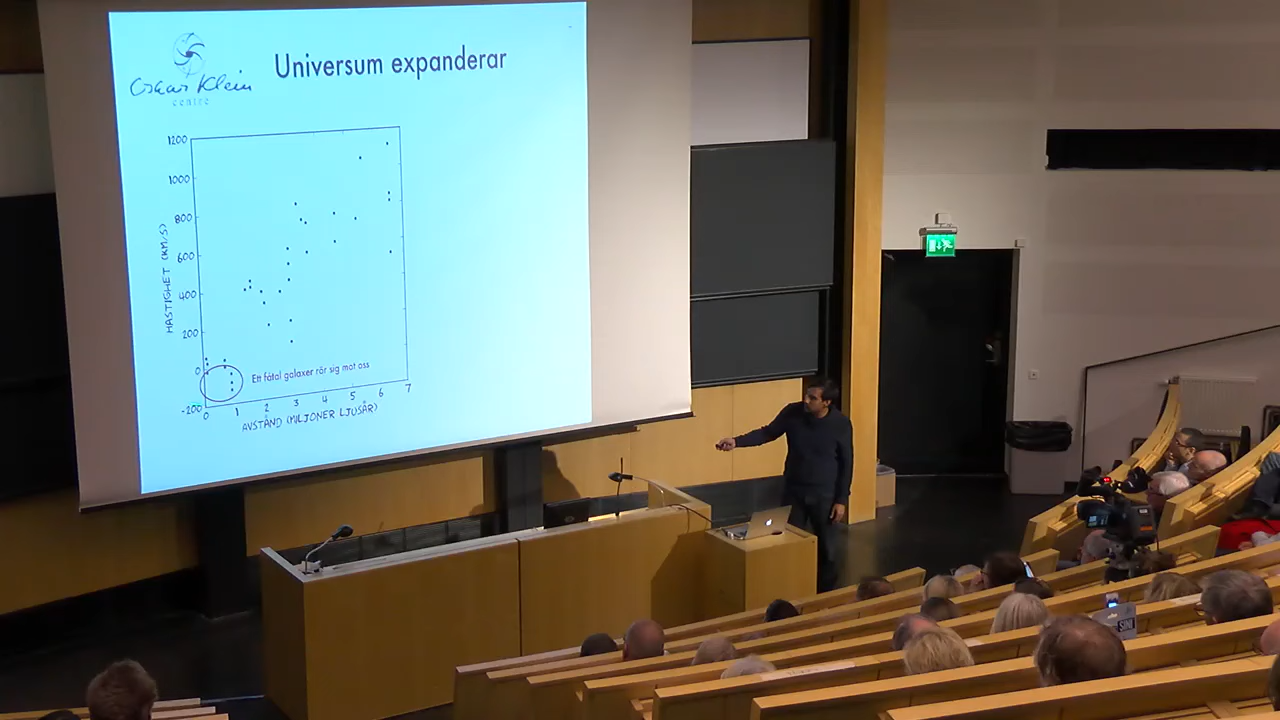 Universum expanderar
Oskar Klein
centre
1200
1000
800
600
400
200
0
-200
HASTIGHET (KM/S)
Ett fåtal galaxer rör sig mot oss
0 1 2 3 4 5 6 7
AVSTÅND (MILJONER LJUSÅR)